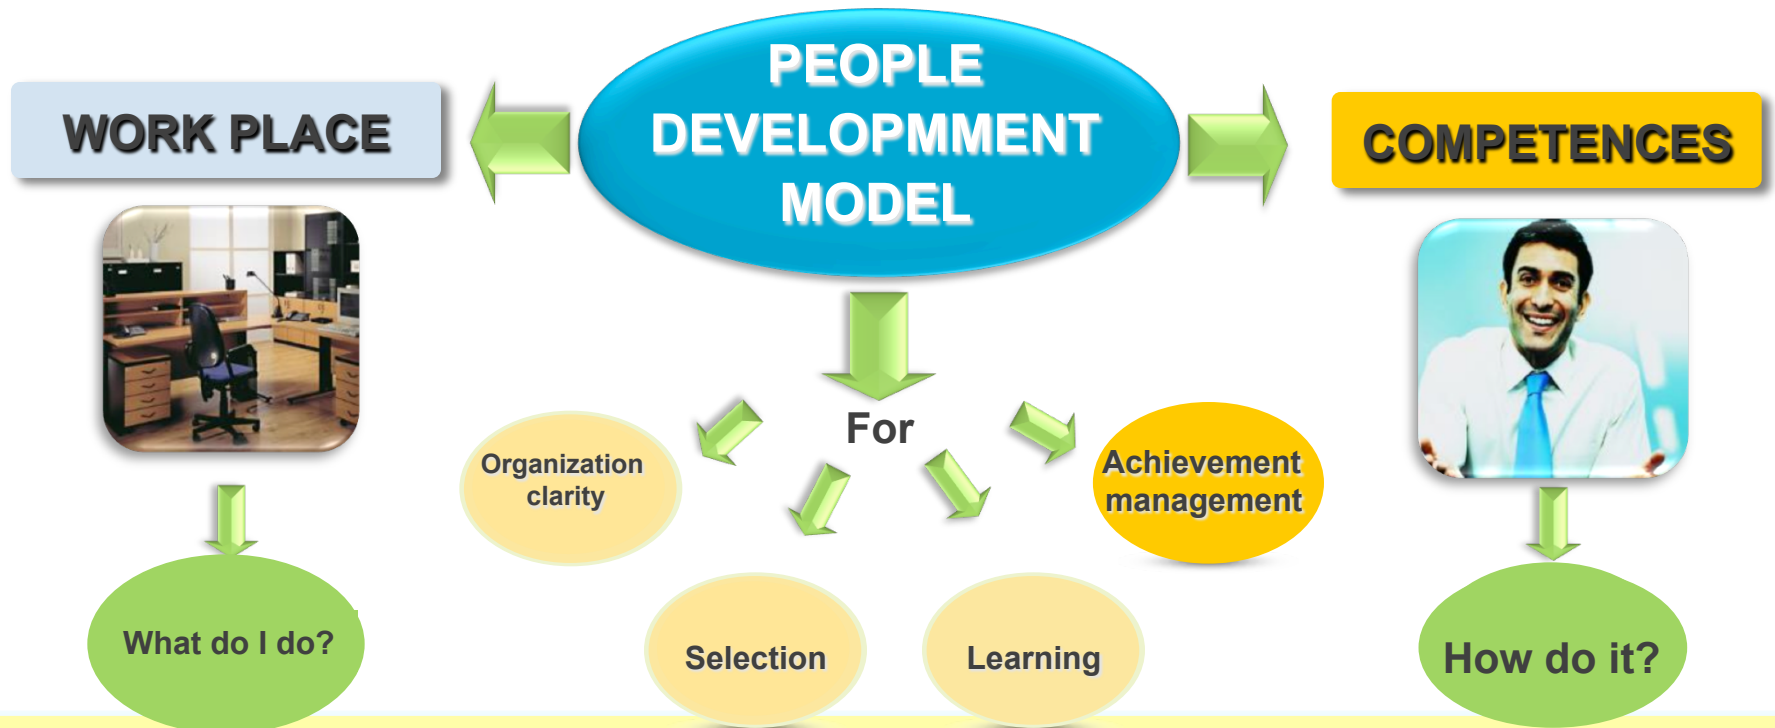 PEOPLE
DEVELOPMMENT
MODEL
WORK PLACE
COMPETENCES
For
Organization
clarity
Achievement
management
What do I do?
Selection
Learning
How do it?